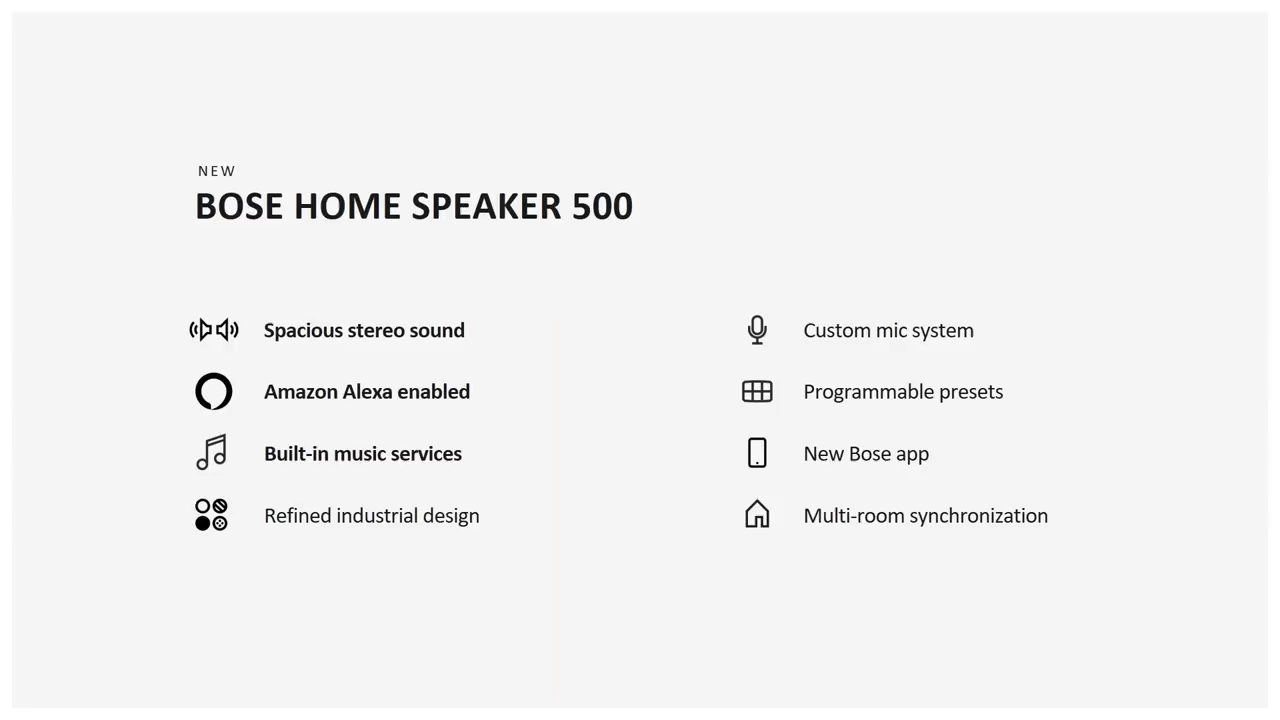 NEW
BOSE HOME SPEAKER 500
Spacious stereo sound
Amazon Alexa enabled
Built-in music services
Refined industrial design
Custom mic system
Programmable presets
New Bose app
Multi-room synchronization